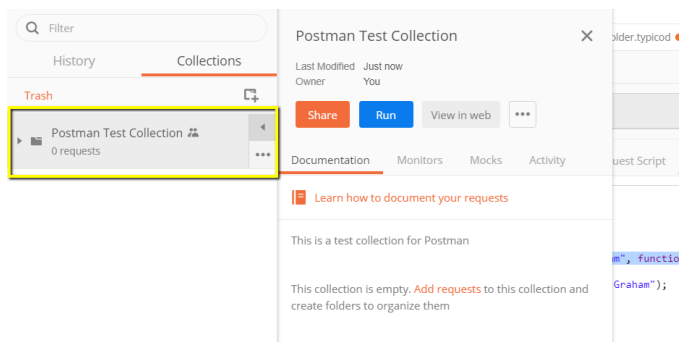 Filter
History
Collections
Trash
Postman Test Collection
0 requests
Postman Test Collection
Last Modified Just now
Owner You
Share
Run
View in web
Documentation
Monitors
Mocks
Activity
Learn how to document your requests
This is a test collection for Postman
This collection is empty. Add requests to this collection and
create folders to organize them
older.typicod
uest Script
m", functio
Graham");